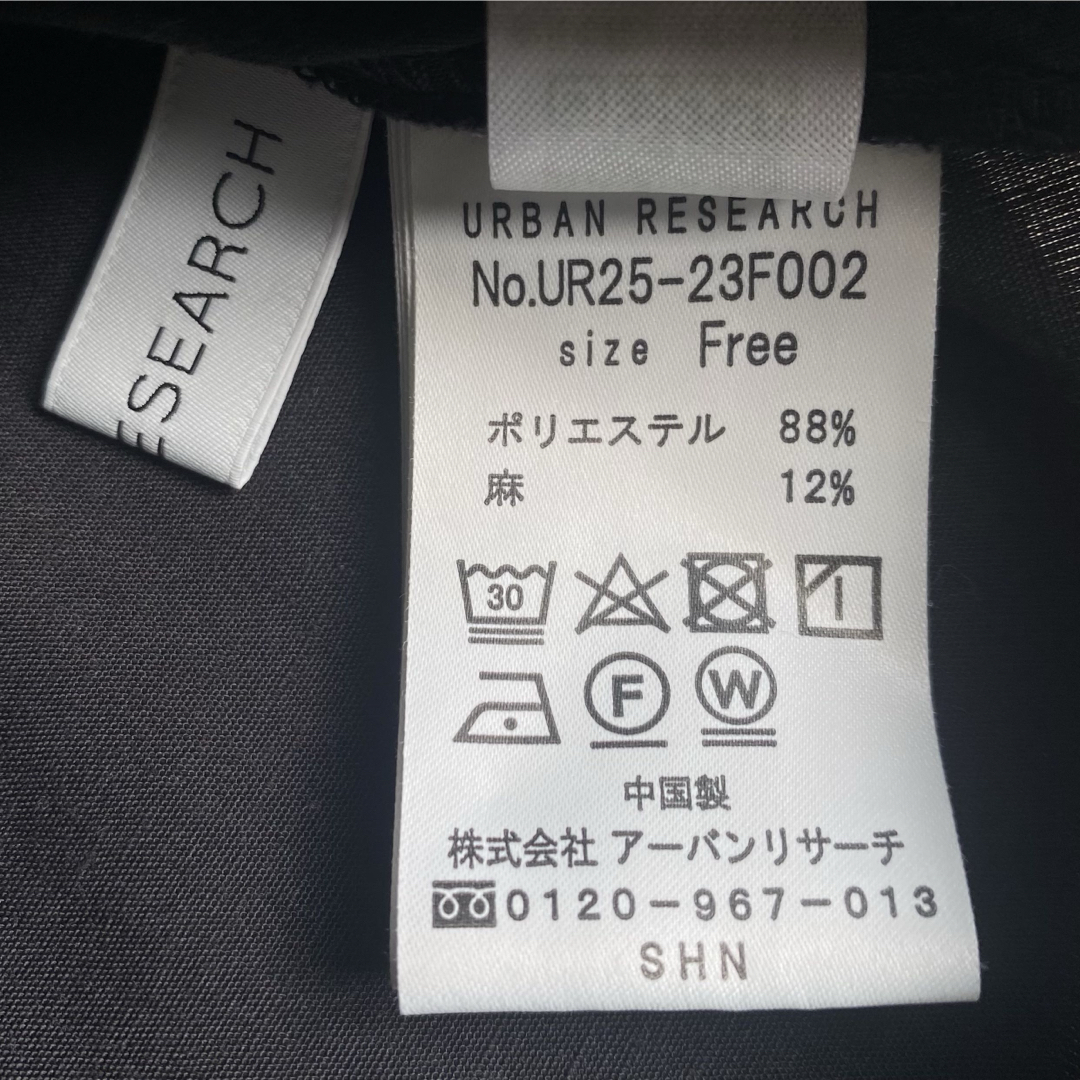 ESEARCH
URBAN RESEARCH
No.UR25-23F002
size Free
ポリエステル 88%
麻 12%
30
F W
中国製
株式会社 アーバンリサーチ
0120-967-013
SHN